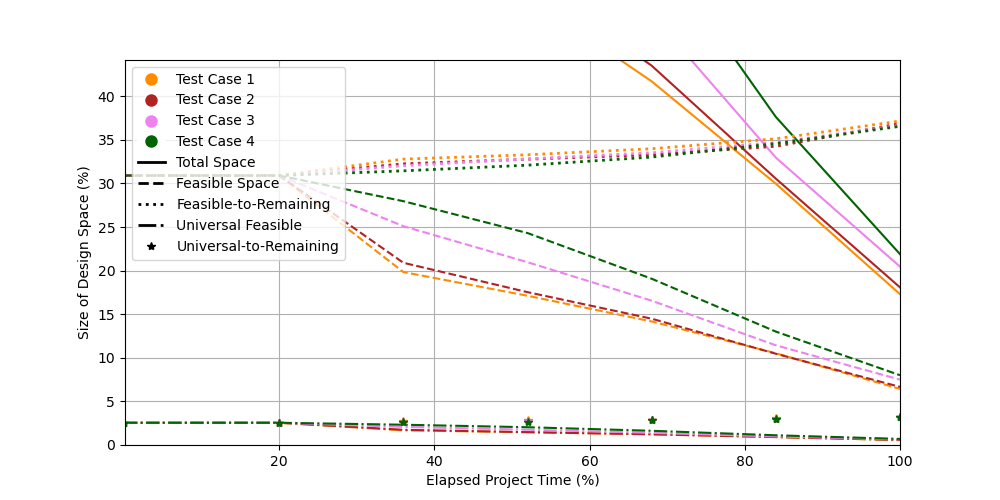 Test Case 1
Test Case 2
Test Case 3
Test Case 4
Total Space
Feasible Space
Feasible-to-Remaining
Universal Feasible
Universal-to-Remaining
Size of Design Space (%)
40
35
30
25
20
15
10
5
0
20
40
60
80
100
Elapsed Project Time (%)